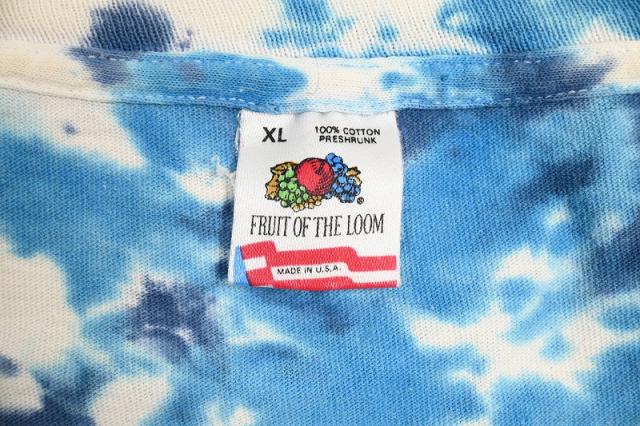 XL
100% COTTON
PRESHRUNK
®
FRUIT OF THE LOOM
MADE IN U.S.A.